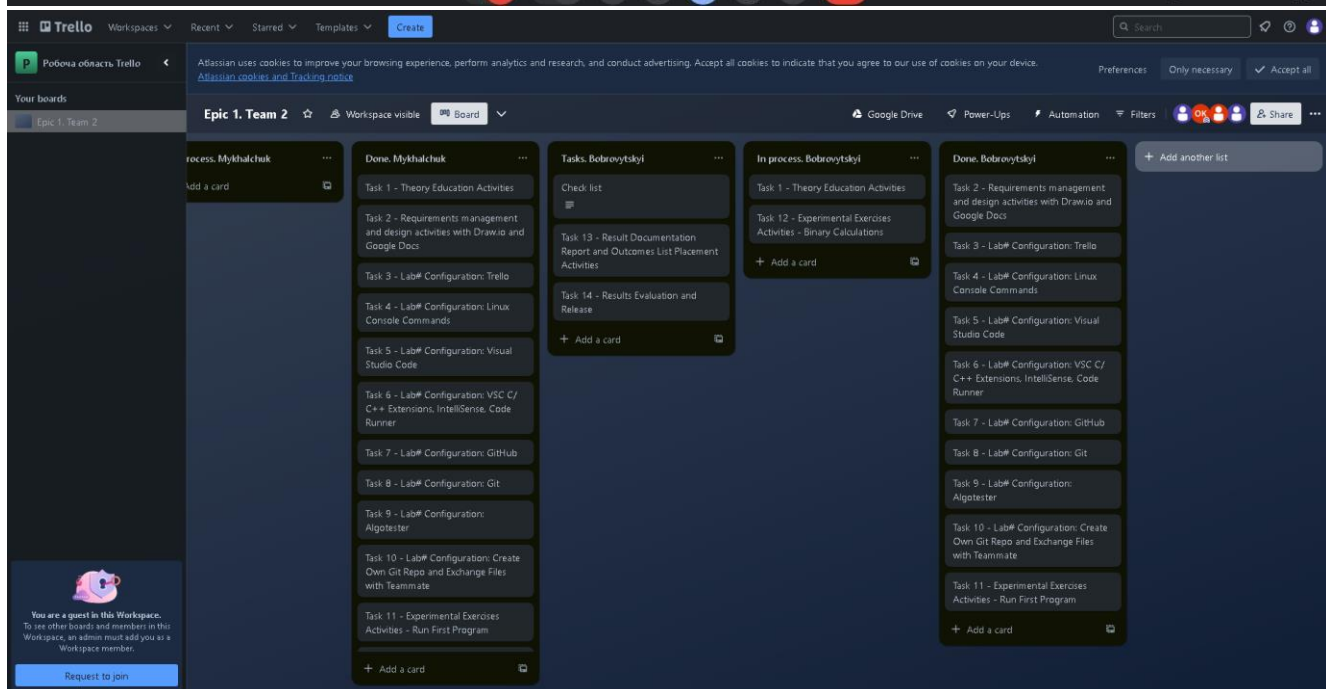 Trello Workspaces Recent Starred Templates Create Search
P Робоча область Trello
Atlassian uses cookies to improve your browsing experience, perform analytics and research, and conduct advertising. Accept all cookies to indicate that you agree to our use of cookies on your device.
Atlassian cookies and Tracking notice
Preferences Only necessary Accept all
Your boards
Epic 1. Team 2
Epic 1. Team 2 Workspace visible Board Google Drive Power-Ups Automation Filters OK Share
rocess. Mykhalchuk
Add a card
Done. Mykhalchuk
Task 1 - Theory Education Activities
Task 2 - Requirements management
and design activities with Draw.io and
Google Docs
Task 3 - Lab# Configuration: Trello
Task 4 - Lab# Configuration: Linux
Console Commands
Task 5 - Lab# Configuration: Visual
Studio Code
Task 6 - Lab# Configuration: VSC C/
C++ Extensions, IntelliSense, Code
Runner
Task 7 - Lab# Configuration: GitHub
Task 8 - Lab# Configuration: Git
Task 9 - Lab# Configuration:
Algotester
Task 10 - Lab# Configuration: Create
Own Git Repo and Exchange Files
with Teammate
Task 11 - Experimental Exercises
Activities - Run First Program
+ Add a card
Tasks. Bobrovytskyi
Check list
Task 13 - Result Documentation
Report and Outcomes List Placement
Activities
Task 14 - Results Evaluation and
Release
+ Add a card
In process. Bobrovytskyi
Task 1 - Theory Education Activities
Task 12 - Experimental Exercises
Activities - Binary Calculations
+ Add a card
Done. Bobrovytskyi
Task 2 - Requirements management
and design activities with Draw.io and
Google Docs
Task 3 - Lab# Configuration: Trello
Task 4 - Lab# Configuration: Linux
Console Commands
Task 5 - Lab# Configuration: Visual
Studio Code
Task 6 - Lab# Configuration: VSC C/
C++ Extensions, IntelliSense, Code
Runner
Task 7 - Lab# Configuration: GitHub
Task 8 - Lab# Configuration: Git
Task 9 - Lab# Configuration:
Algotester
Task 10 - Lab# Configuration: Create
Own Git Repo and Exchange Files
with Teammate
Task 11 - Experimental Exercises
Activities - Run First Program
+ Add a card
+ Add another list
You are a guest in this Workspace.
To see other boards and members in this
Workspace, an admin must add you as a
Workspace member.
Request to join